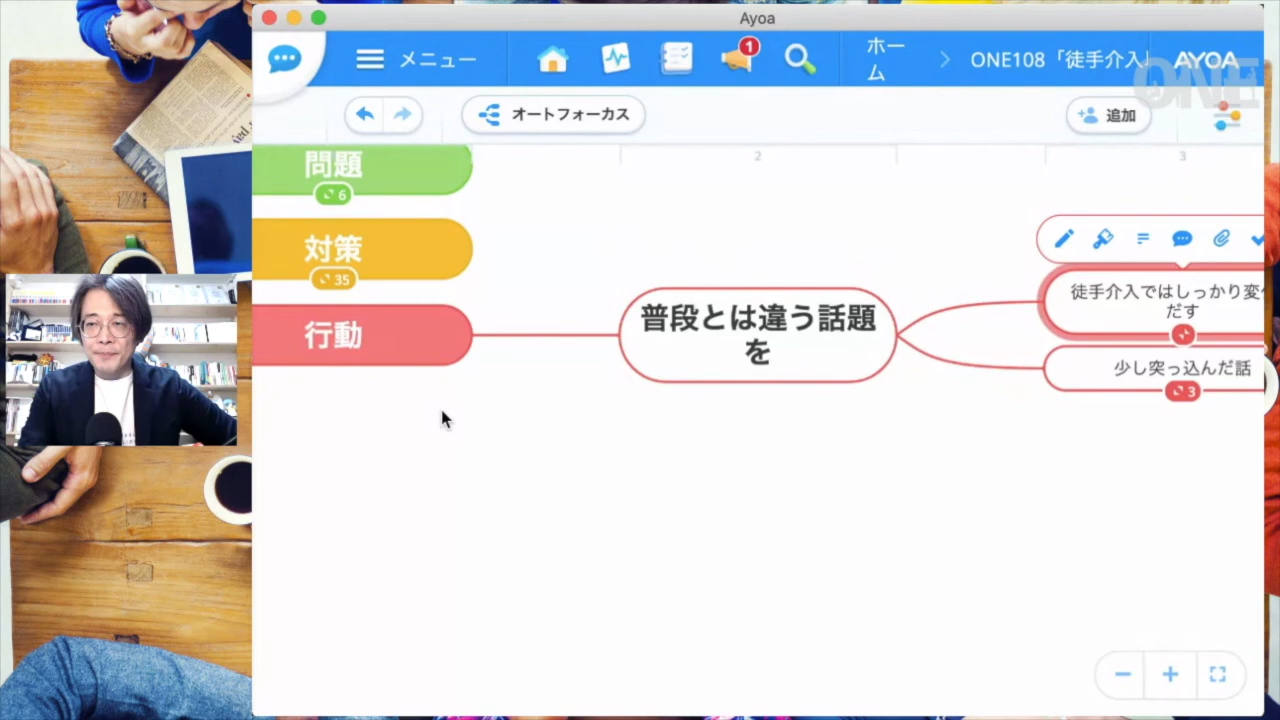 Ayoa
メニュー
1
ホー
ム
ONE108「徒手介入」
AYOA
ONE
オートフォーカス
追加
2
3
問題
6
対策
35
行動
普段とは違う話題
を
徒手介入ではしっかり変
だす
少し突っ込んだ話
3